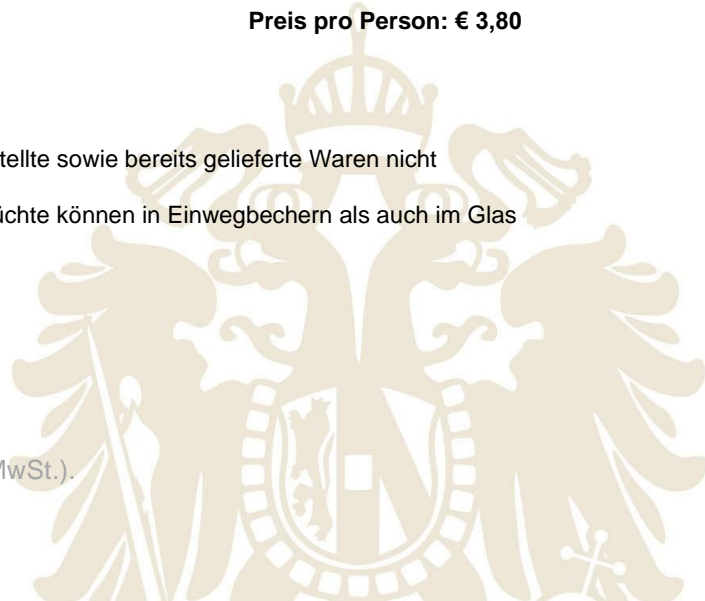 Preis pro Person: € 3,80
tellte sowie bereits gelieferte Waren nicht
üchte können in Einwegbechern als auch im Glas
MwSt.).